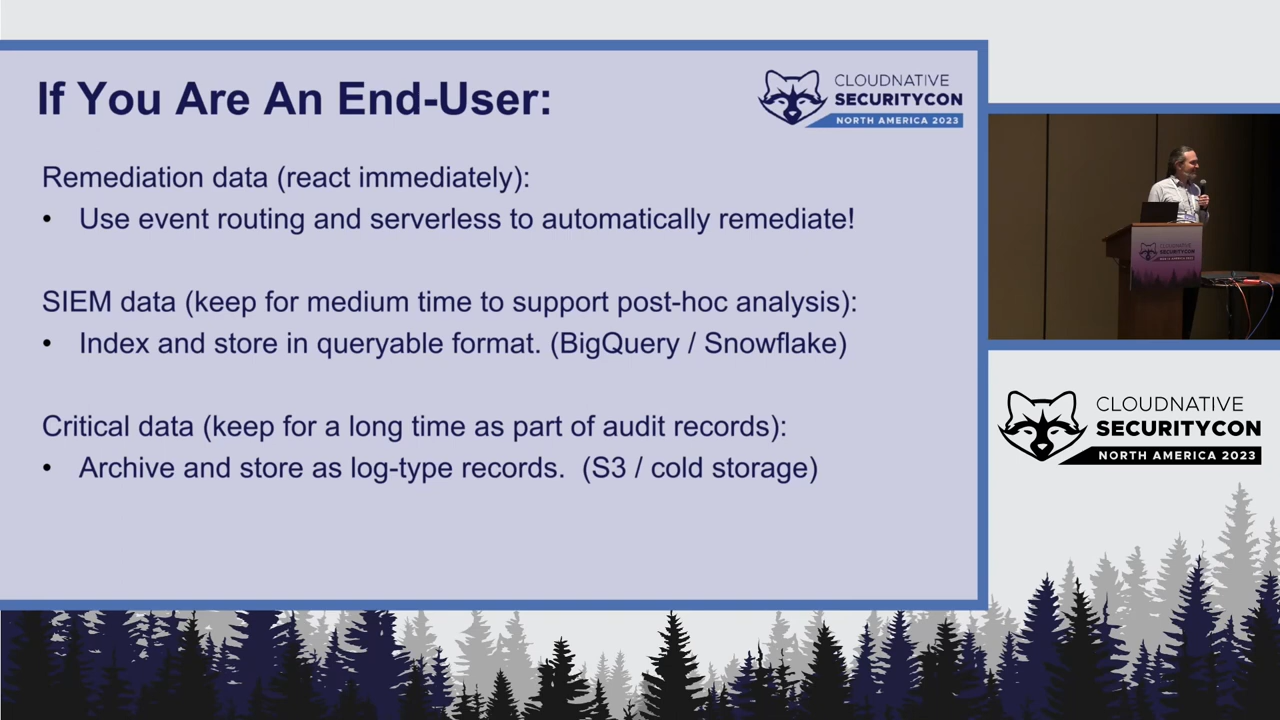 If You Are An End-User:
CLOUDNATIVE
SECURITYCON
NORTH AMERICA 2023
Remediation data (react immediately):
• Use event routing and serverless to automatically remediate!
SIEM data (keep for medium time to support post-hoc analysis):
• Index and store in queryable format. (BigQuery / Snowflake)
Critical data (keep for a long time as part of audit records):
• Archive and store as log-type records.  (S3 / cold storage)
CLOUDNATIVE
SECURITYCON
CLOUDNATIVE
SECURITYCON
NORTH AMERICA 2023